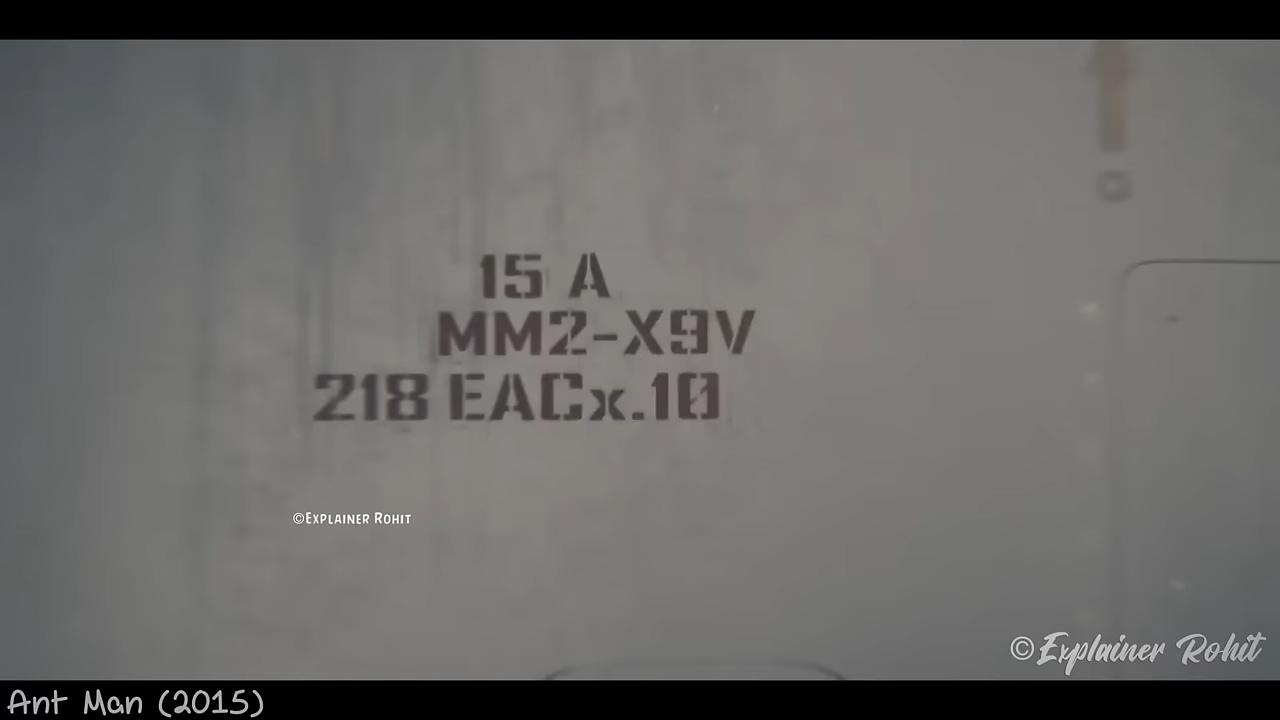 15 A
MM2-X9V
218 EACx.10
©EXPLAINER ROHIT
©Explainer Rohit
Ant Man (2015)